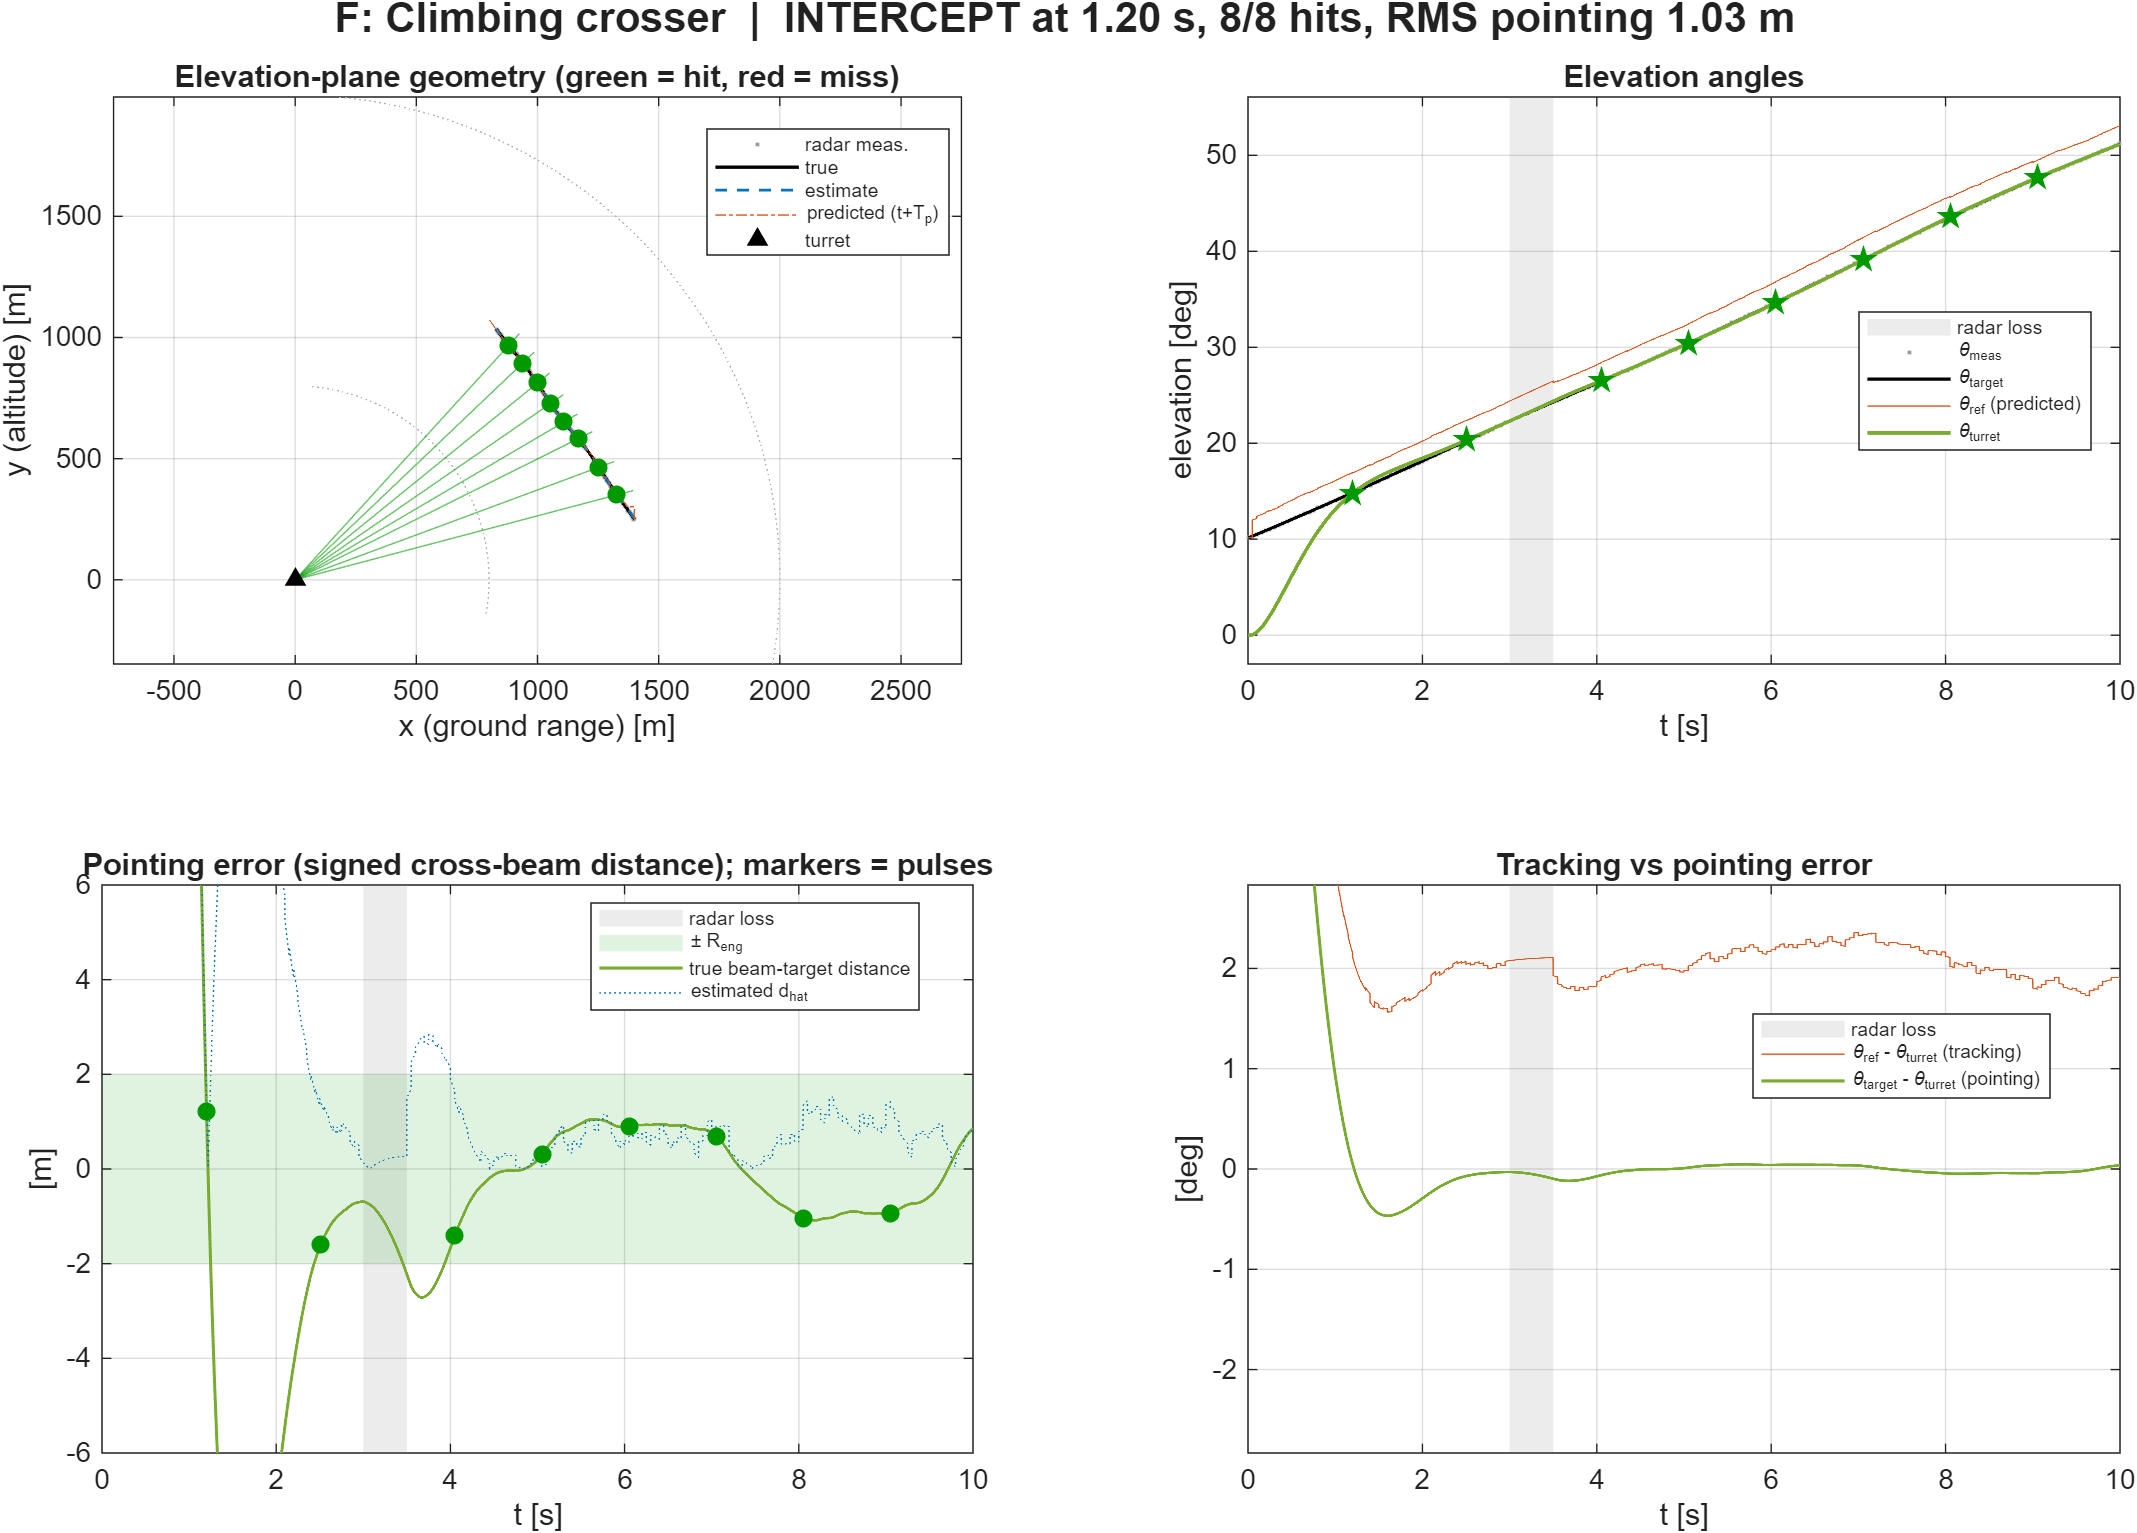 F: Climbing crosser | INTERCEPT at 1.20 s, 8/8 hits, RMS pointing 1.03 m
Elevation-plane geometry (green = hit, red = miss)
radar meas.
true
estimate
predicted (t+Tp)
turret
1500
1000
500
0
-500 0 500 1000 1500 2000 2500
y (altitude) [m]
x (ground range) [m]
Elevation angles
radar loss
θmeas
θtarget
θref (predicted)
θturret
50
40
30
20
10
0
0 2 4 6 8 10
elevation [deg]
t [s]
Pointing error (signed cross-beam distance); markers = pulses
radar loss
± Reng
true beam-target distance
estimated dhat
6
4
2
0
-2
-4
-6
0 2 4 6 8 10
[m]
t [s]
Tracking vs pointing error
radar loss
θref - θturret (tracking)
θtarget - θturret (pointing)
2
1
0
-1
-2
0 2 4 6 8 10
[deg]
t [s]